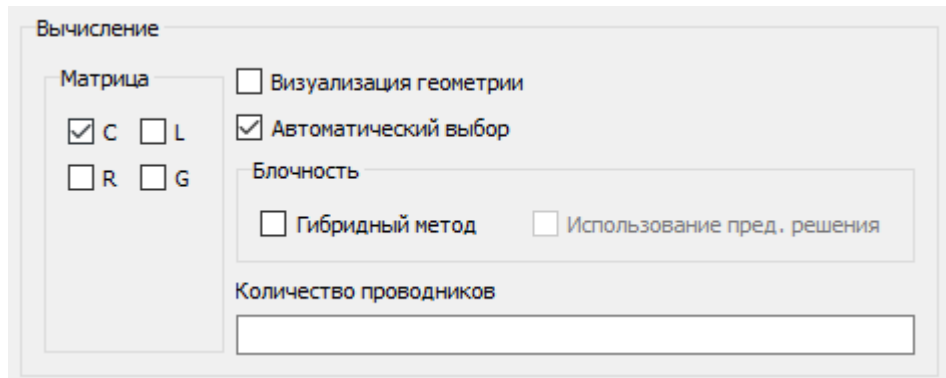 Вычисление
Матрица
C L
R G
Визуализация геометрии
Автоматический выбор
Блочность
Гибридный метод Использование пред. решения
Количество проводников